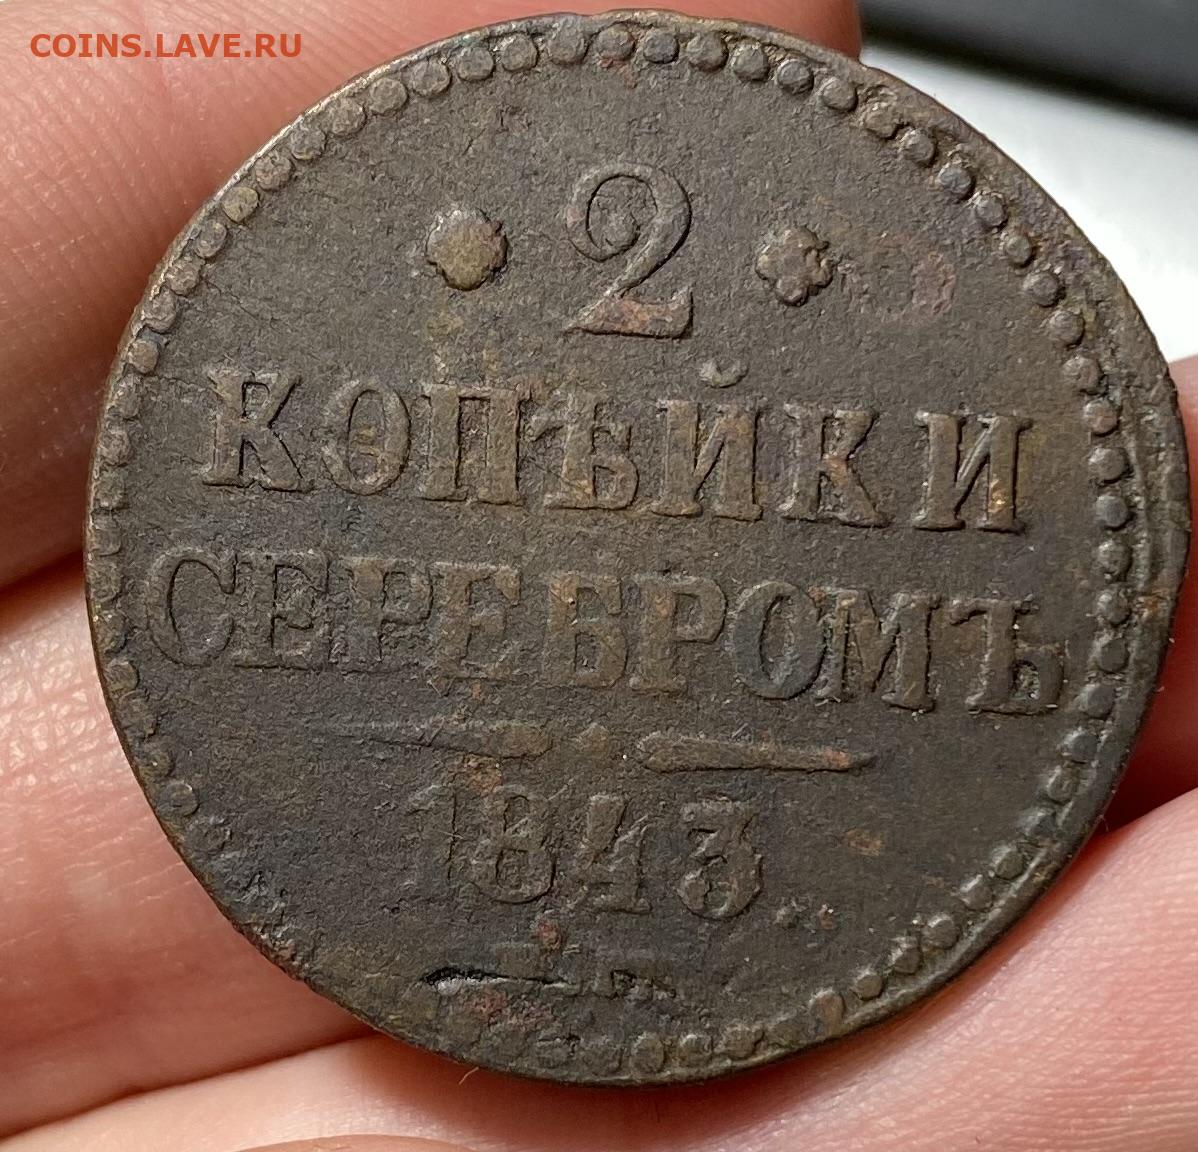 COINS.LAVE.RU
2
КОПѢЙКИ
СЕРЕБРОМЪ
1843.